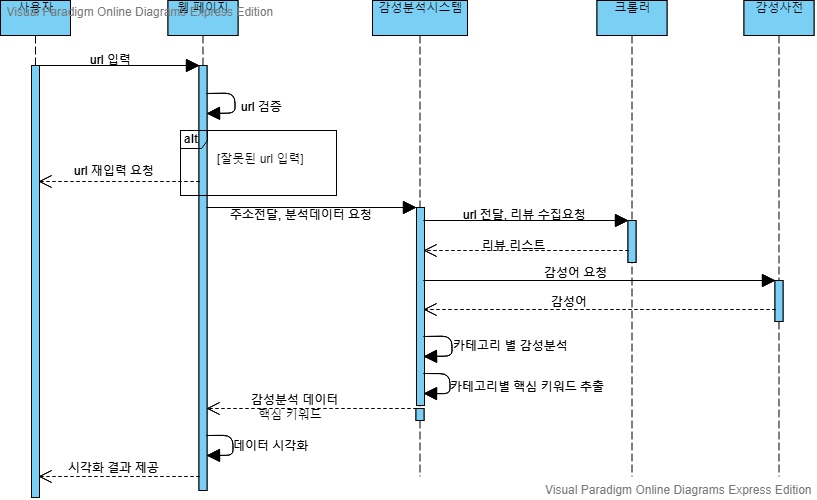 Visual Paradigm Online Diagrams Express Edition
사용자
웹 페이지
감성분석시스템
크롤러
감성사전
url 입력
url 검증
alt
[잘못된 url 입력]
url 재입력 요청
주소전달, 분석데이터 요청
url 전달, 리뷰 수집요청
리뷰 리스트
감성어 요청
감성어
카테고리 별 감성분석
카테고리별 핵심 키워드 추출
감성분석 데이터
핵심 키워드
데이터 시각화
시각화 결과 제공
Visual Paradigm Online Diagrams Express Edition